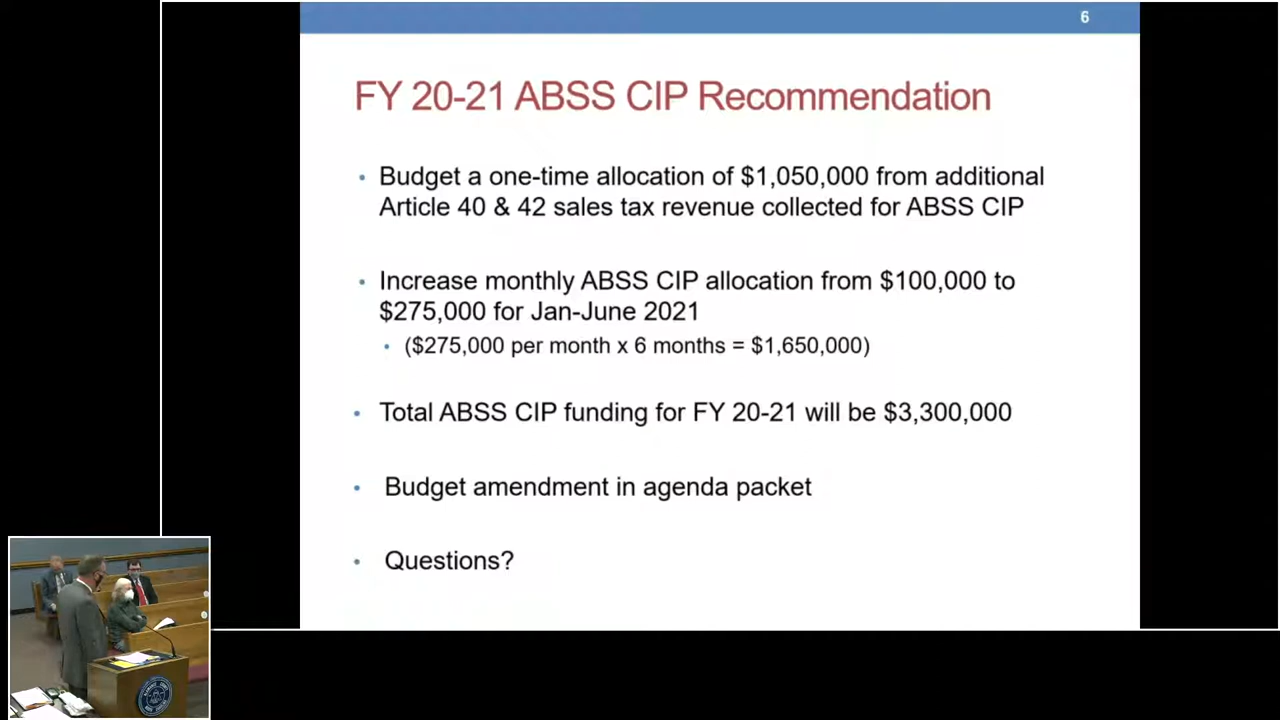 6
FY 20-21 ABSS CIP Recommendation
• Budget a one-time allocation of $1,050,000 from additional
Article 40 & 42 sales tax revenue collected for ABSS CIP
• Increase monthly ABSS CIP allocation from $100,000 to
$275,000 for Jan-June 2021
• ($275,000 per month x 6 months = $1,650,000)
• Total ABSS CIP funding for FY 20-21 will be $3,300,000
• Budget amendment in agenda packet
• Questions?